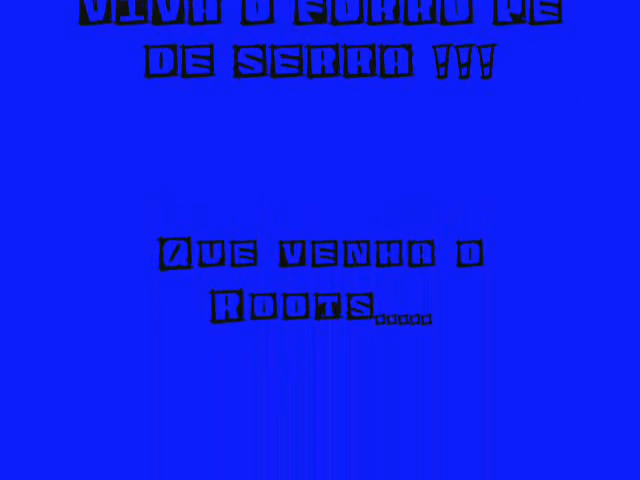 VIVA O FORRO PE
DE SERRA !!!
QUE VENHA O
ROOTS.....